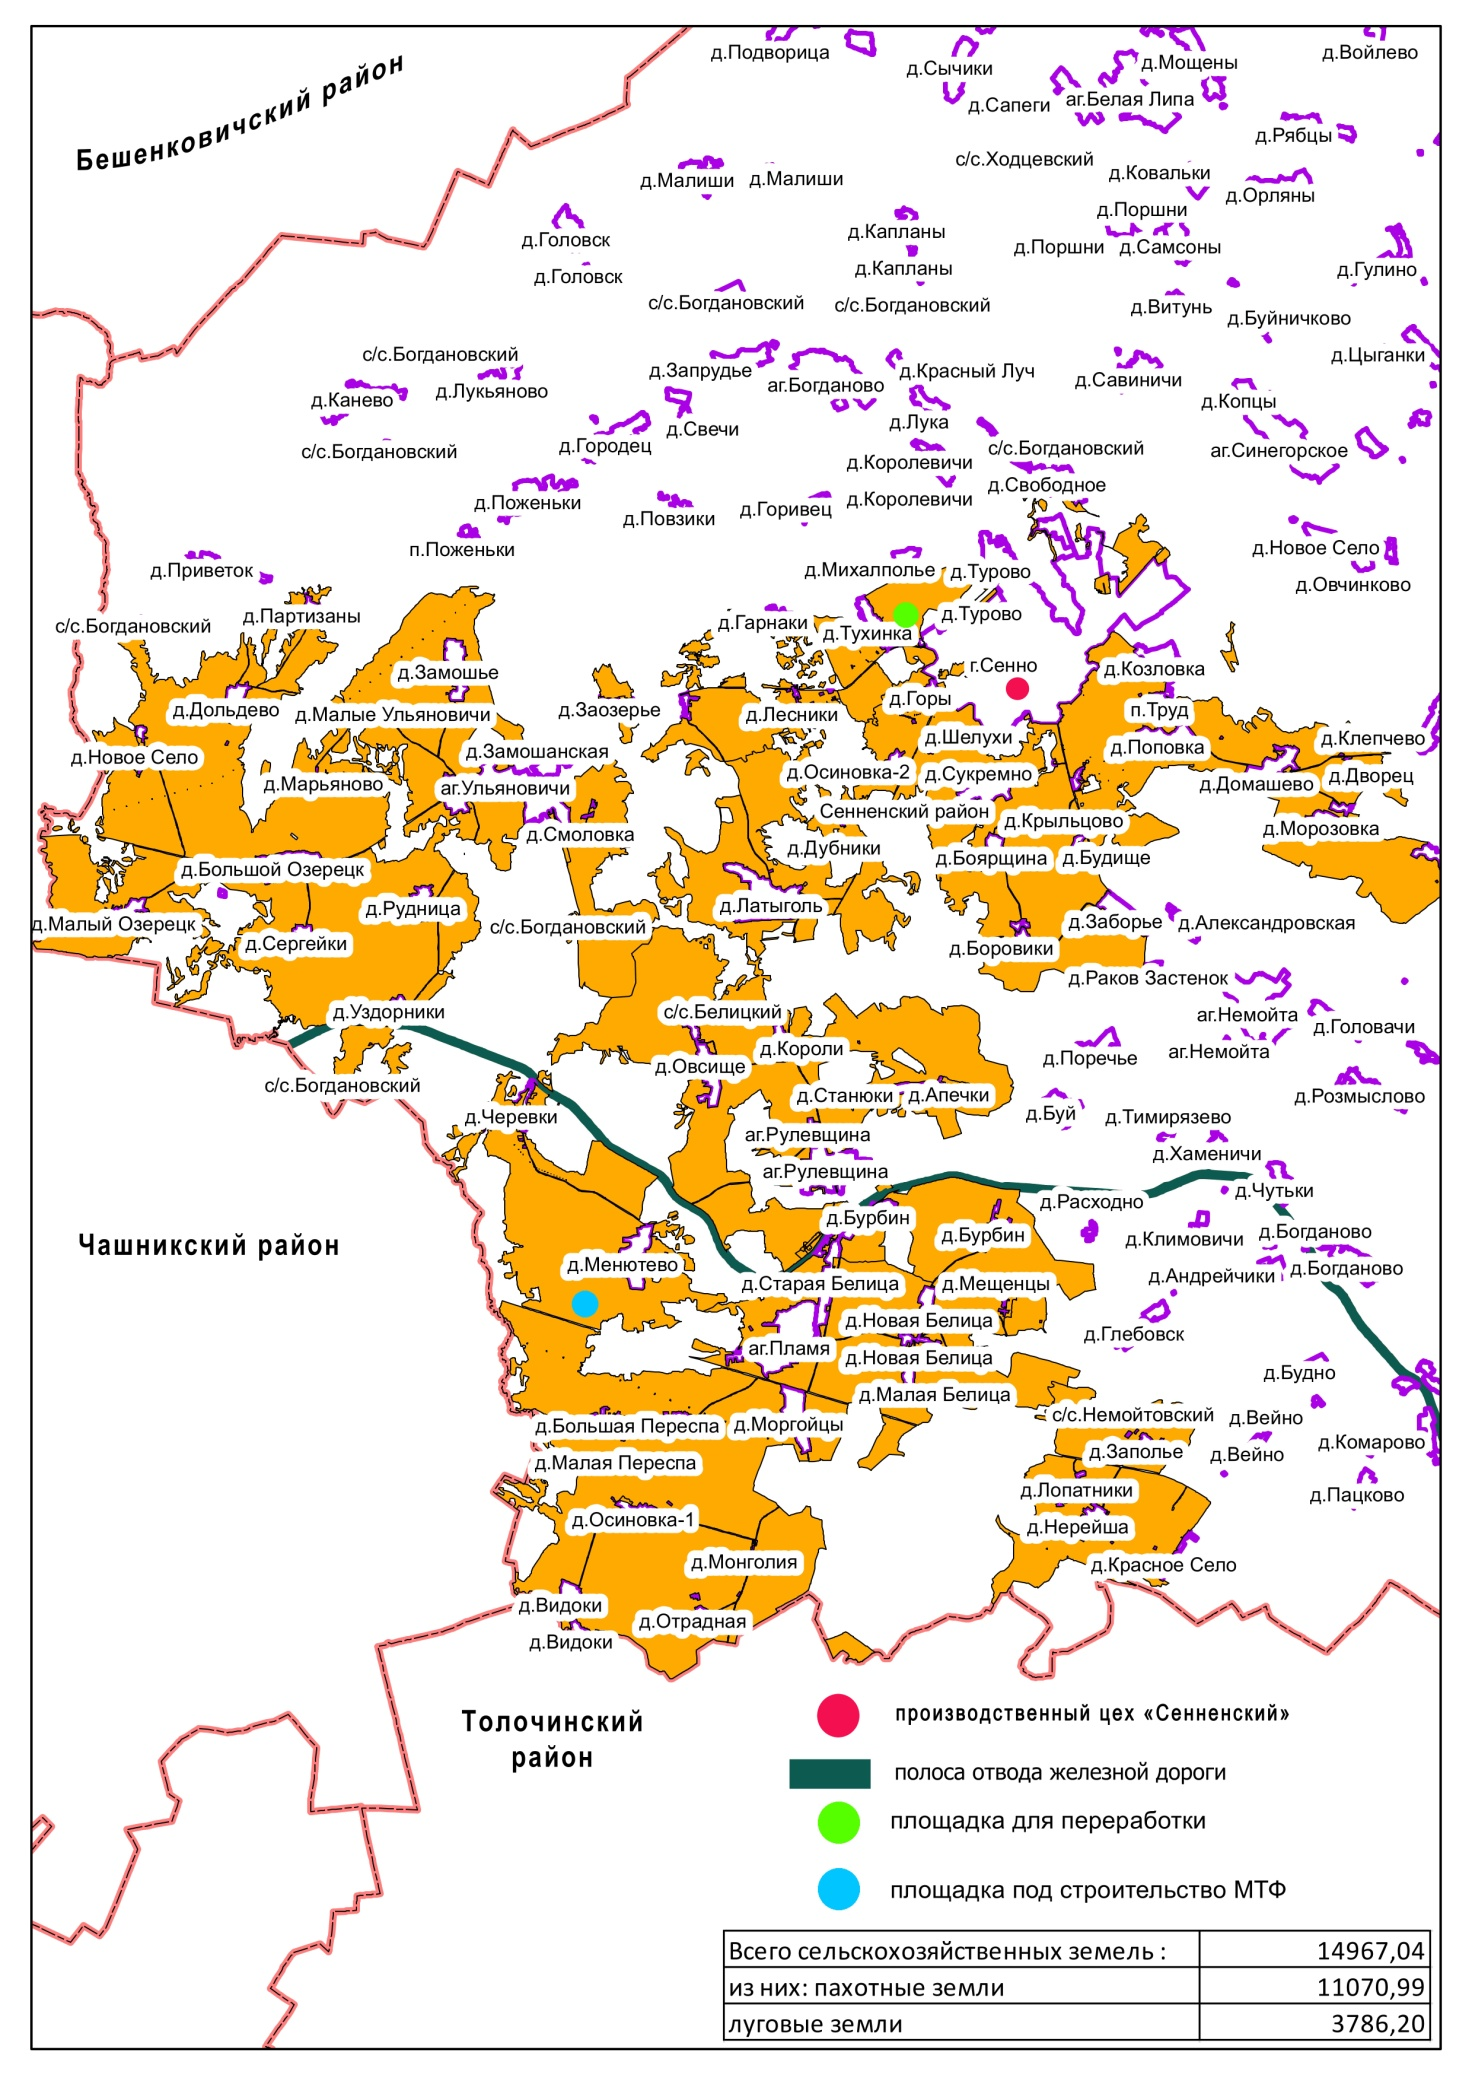 Бешенковичский район
д.Подворица
д.Сычики
д.Мощены
д.Войлево
д.Сапеги
аг.Белая Липа
д.Рябцы
с/с.Ходцевский
д.Малиши
д.Малиши
д.Ковальки
д.Орляны
д.Поршни
д.Головск
д.Капланы
д.Поршни
д.Самсоны
д.Головск
д.Капланы
д.Гулино
с/с.Богдановский
с/с.Богдановский
д.Витунь
д.Буйничково
с/с.Богдановский
д.Цыганки
д.Запрудье
аг.Богданово
д.Красный Луч
д.Савиничи
д.Канево
д.Лукьяново
д.Копцы
д.Свечи
д.Лука
с/с.Богдановский
д.Городец
с/с.Богдановский
аг.Синегорское
д.Королевичи
д.Свободное
д.Поженьки
д.Повзики
д.Горивец
д.Королевичи
п.Поженьки
д.Новое Село
д.Приветок
д.Михалполье
д.Турово
д.Овчинково
с/с.Богдановский
д.Партизаны
д.Гарнаки
д.Тухинка
д.Турово
д.Замошье
г.Сенно
д.Козловка
д.Дольдево
д.Малые Ульяновичи
д.Заозерье
д.Лесники
д.Горы
п.Труд
д.Новое Село
д.Замошанская
д.Шелухи
д.Поповка
д.Клепчево
д.Марьяново
аг.Ульяновичи
д.Осиновка-2
д.Сукремно
д.Домашево
д.Дворец
Сенненский район
д.Смоловка
д.Крыльцово
д.Морозовка
д.Дубники
д.Боярщина
д.Будище
д.Большой Озерецк
д.Рудница
д.Латыголь
д.Малый Озерецк
д.Сергейки
с/с.Богдановский
д.Заборье
д.Александровская
д.Боровики
д.Раков Застенок
д.Уздорники
с/с.Белицкий
аг.Немойта
д.Головачи
д.Овсище
д.Короли
д.Поречье
аг.Немойта
с/с.Богдановский
д.Станюки
д.Апечки
д.Розмыслово
д.Черевки
д.Буй
д.Тимирязево
аг.Рулевщина
д.Хаменичи
аг.Рулевщина
д.Расходно
д.Чутьки
д.Бурбин
д.Бурбин
д.Климовичи
д.Богданово
Чашникский район
д.Менютево
д.Старая Белица
д.Мещенцы
д.Андрейчики
д.Богданово
д.Новая Белица
д.Глебовск
аг.Пламя
д.Новая Белица
д.Малая Белица
д.Будно
д.Большая Переспа
д.Моргойцы
с/с.Немойтовский
д.Вейно
д.Малая Переспа
д.Заполье
д.Вейно
д.Комарово
д.Лопатники
д.Пацково
д.Осиновка-1
д.Нерейша
д.Монголия
д.Красное Село
д.Видоки
д.Отрадная
д.Видоки
Толочинский
район
производственный цех «Сенненский»
полоса отвода железной дороги
площадка для переработки
площадка под строительство МТФ
Всего сельскохозяйственных земель : 14967,04
из них: пахотные земли 11070,99
луговые земли 3786,20